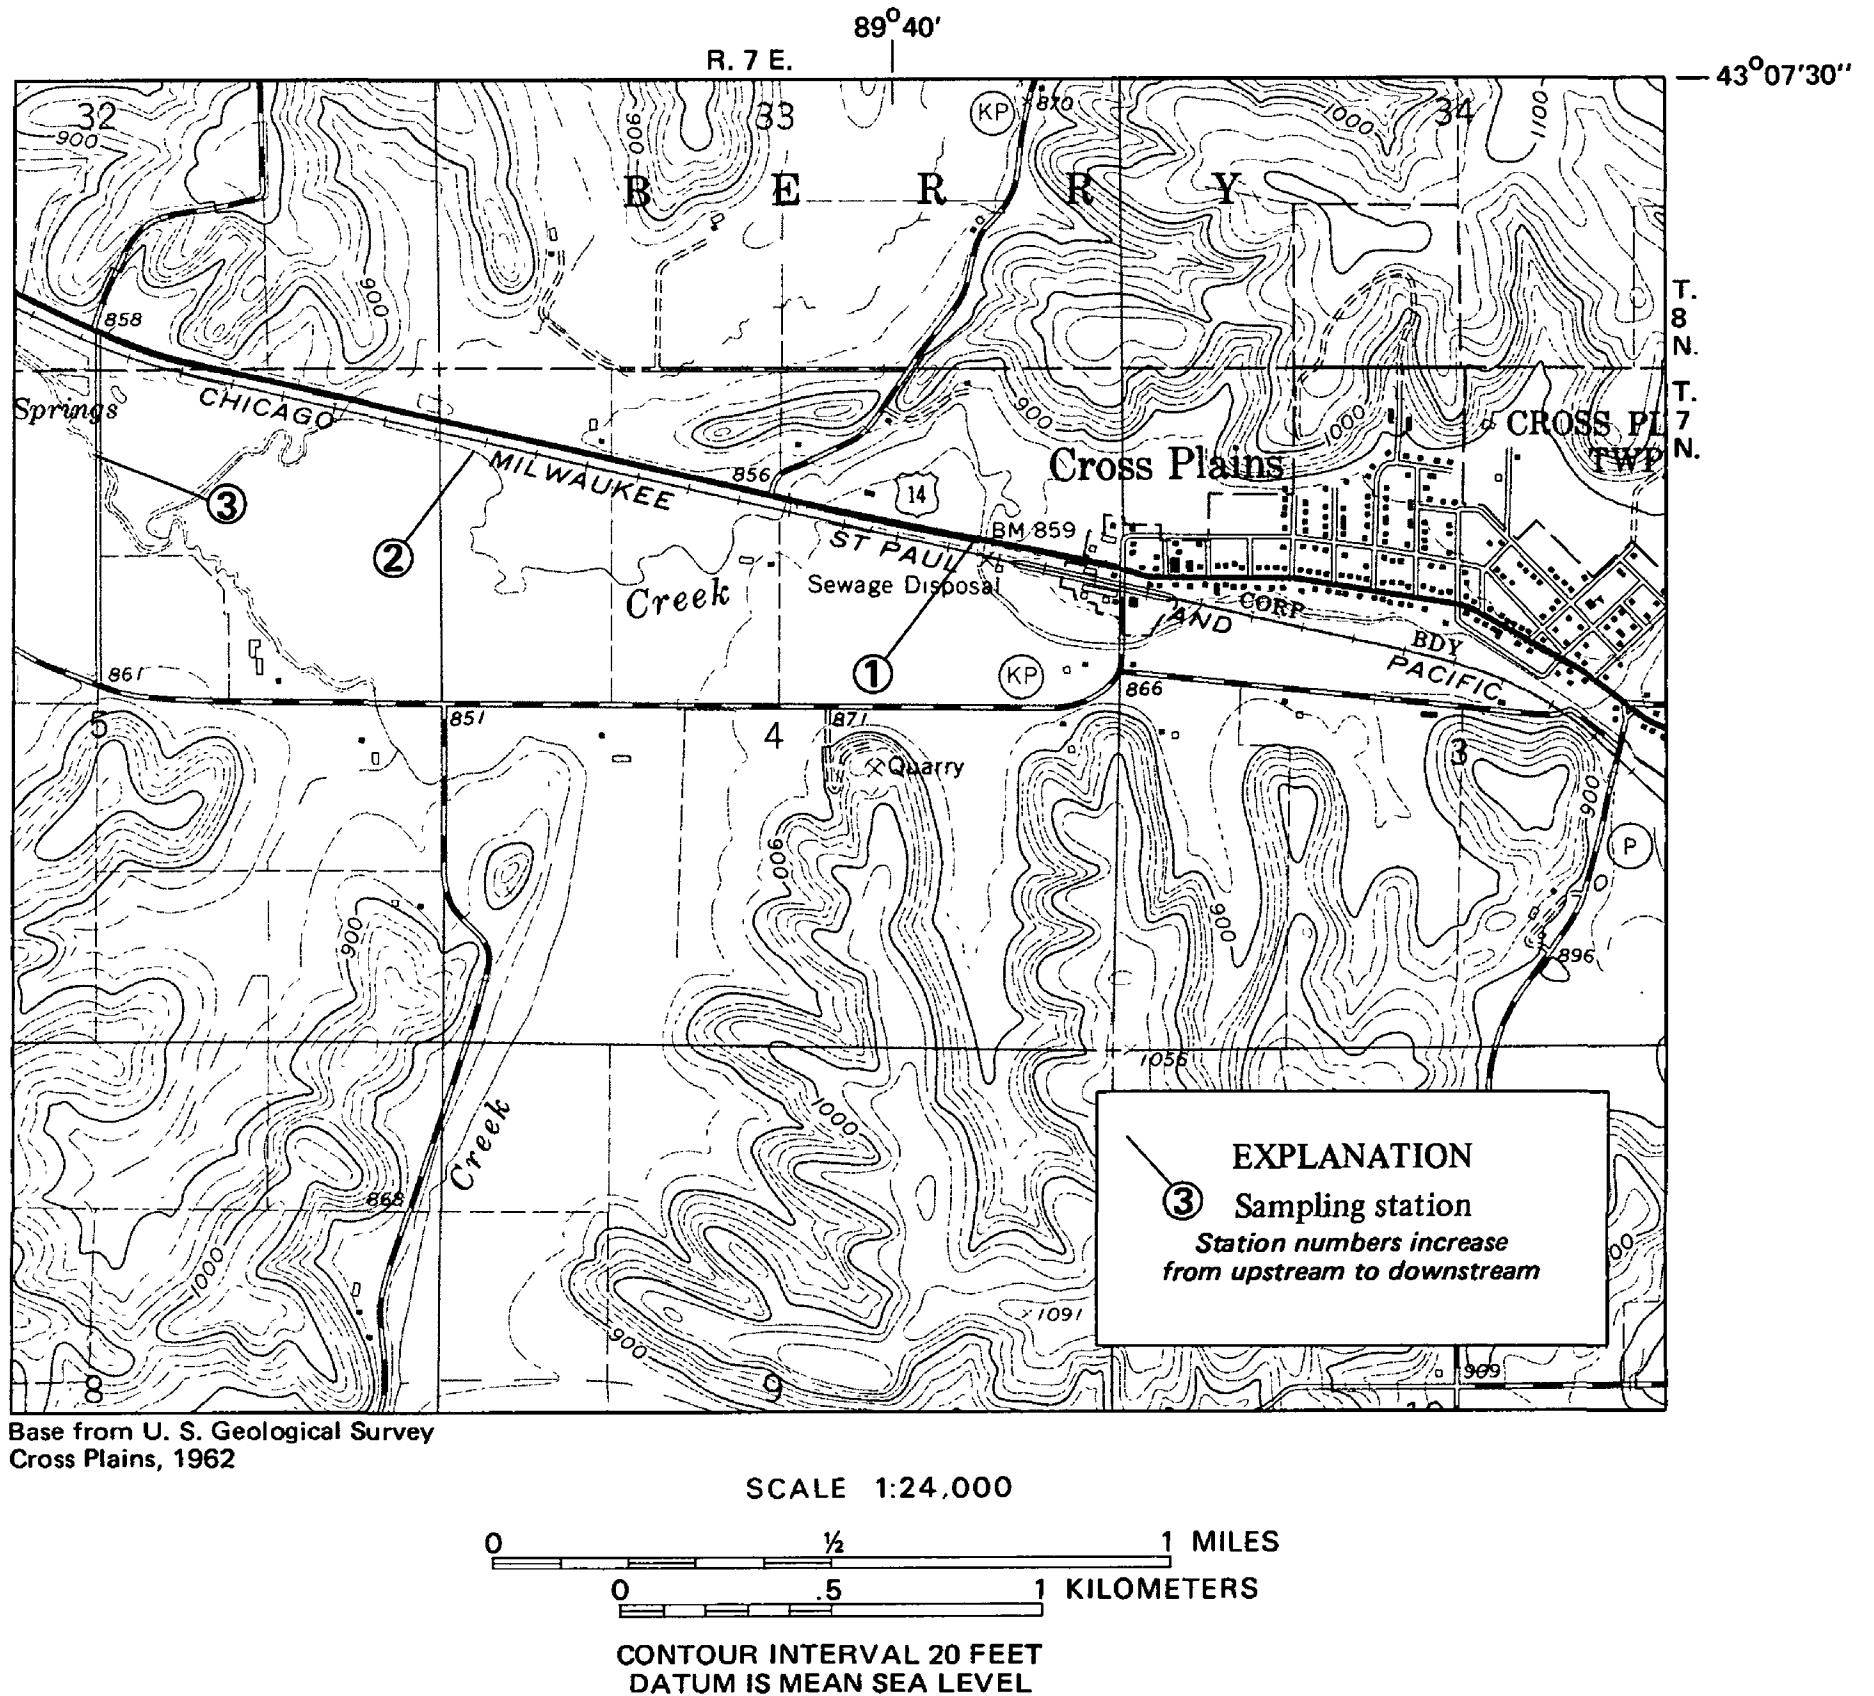 89°40'
R. 7 E.
43°07'30"
32
33
34
KP
870
900
900
1000
1100
B E R R Y
T.
8
N.
858
900
T.
7
N.
Springs
CHICAGO
900
1000
CROSS PL
TWP
Cross Plains
MILWAUKEE
856
14
3
2
ST PAUL
BM 859
Sewage Disposal
Creek
AND
CORP
BDY
PACIFIC
1
KP
861
866
851
871
5
4
3
Quarry
900
900
P
900
900
896
1056
1000
Creek
868
1000
900
1091
EXPLANATION
3 Sampling station
Station numbers increase
from upstream to downstream
00
909
8
9
Base from U. S. Geological Survey
Cross Plains, 1962
SCALE 1:24,000
0 ½ 1 MILES
0 .5 1 KILOMETERS
CONTOUR INTERVAL 20 FEET
DATUM IS MEAN SEA LEVEL